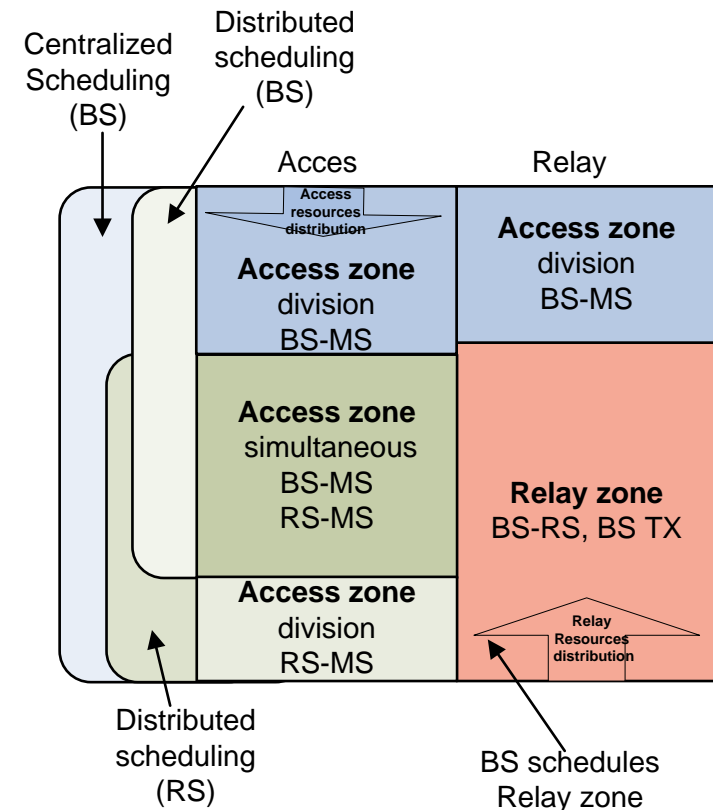 Centralized
Scheduling
(BS)
Distributed
scheduling
(BS)
Acces
Relay
Access
resources
distribution
Access zone
division
BS-MS
Access zone
division
BS-MS
Access zone
simultaneous
BS-MS
RS-MS
Relay zone
BS-RS, BS TX
Access zone
division
RS-MS
Relay
Resources
distribution
Distributed
scheduling
(RS)
BS schedules
Relay zone